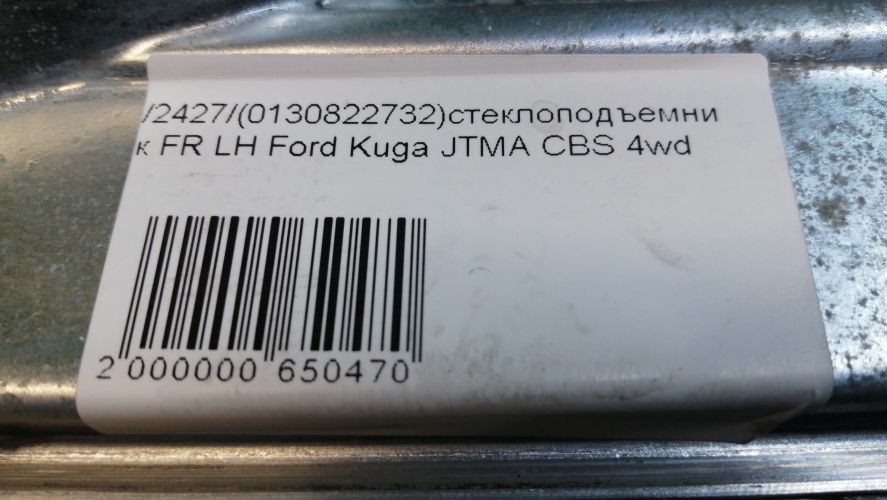 /2427/(0130822732)стеклоподъемни
к FR LH Ford Kuga JTMA CBS 4wd
2 000000 650470